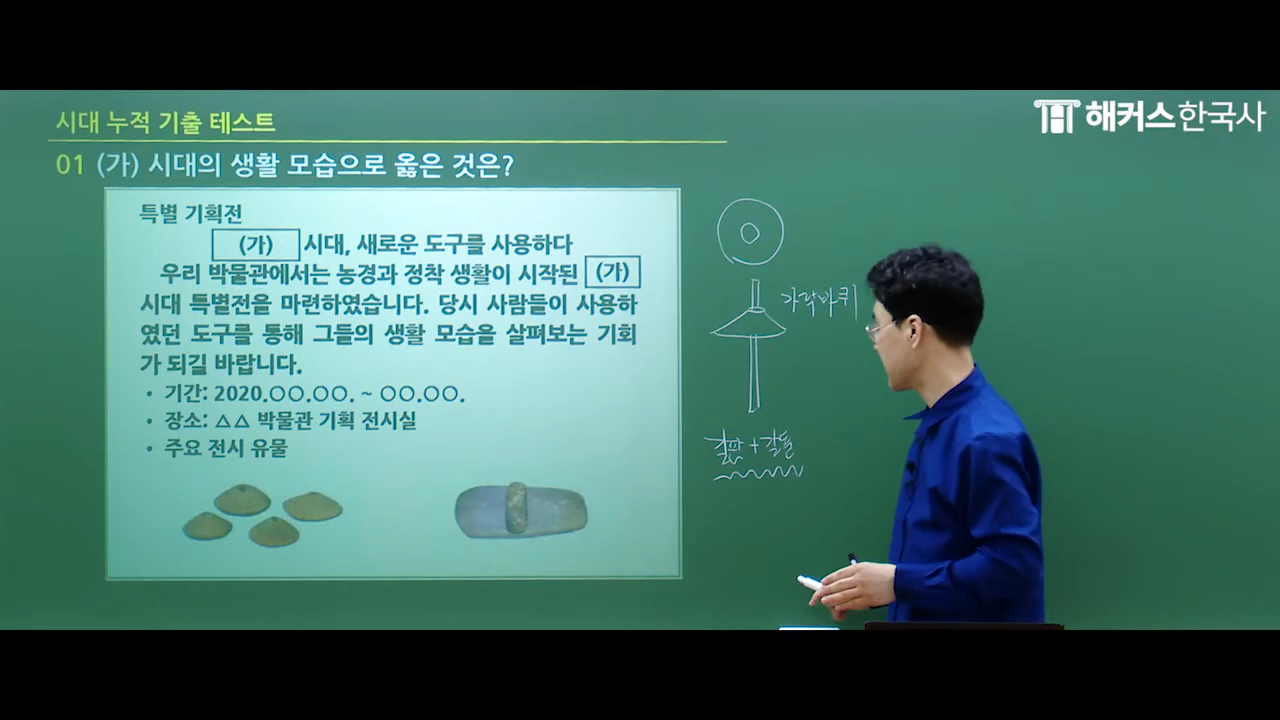 시대 누적 기출 테스트
해커스한국사
01 (가) 시대의 생활 모습으로 옳은 것은?
특별 기획전
(가) 시대, 새로운 도구를 사용하다
우리 박물관에서는 농경과 정착 생활이 시작된 (가)
시대 특별전을 마련하였습니다. 당시 사람들이 사용하
였던 도구를 통해 그들의 생활 모습을 살펴보는 기회
가 되길 바랍니다.
• 기간: 2020.○○.○○. ~ ○○.○○.
• 장소: △△ 박물관 기획 전시실
• 주요 전시 유물
가락바퀴
갈판 + 갈돌